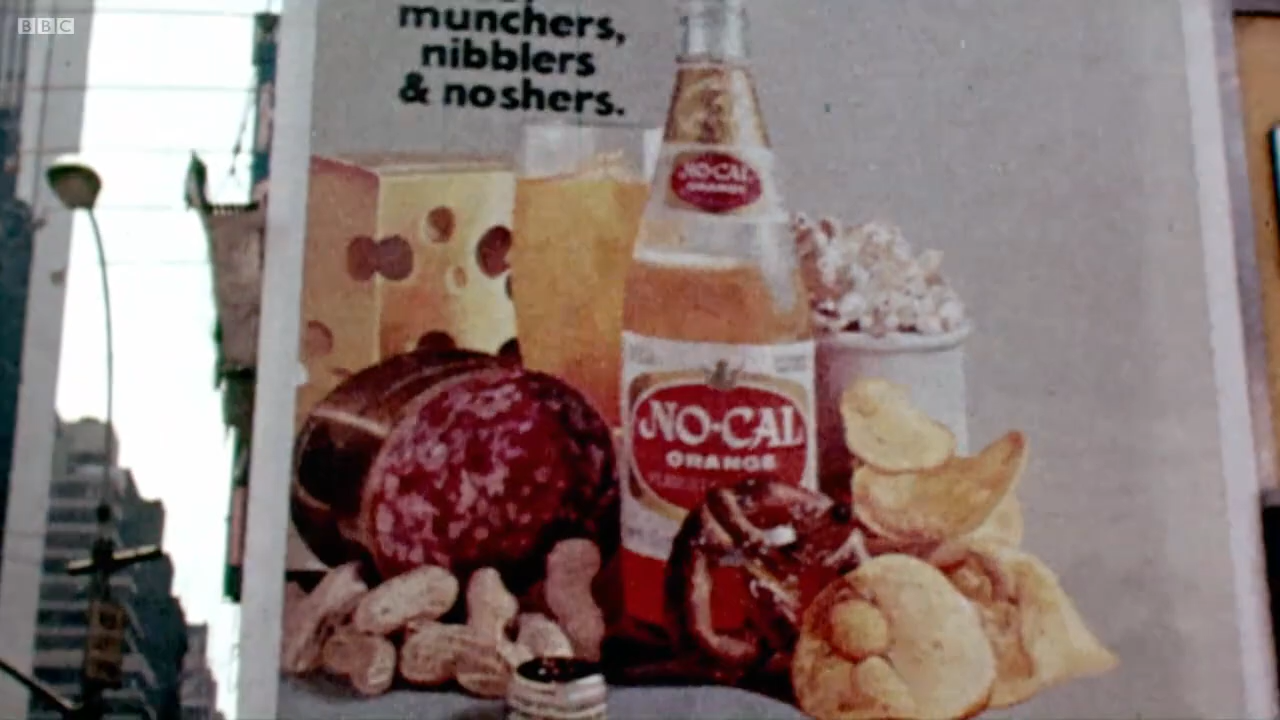 BBC
munchers,
nibblers
& noshers.
NO-CAL
ORANGE
NO-CAL
ORANGE